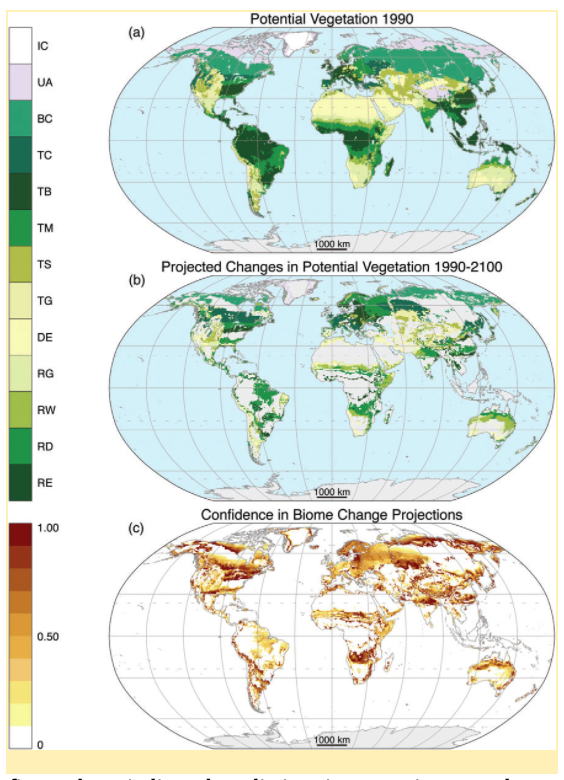 Potential Vegetation 1990
(a)
IC
UA
BC
TC
TB
TM
TS
TG
DE
RG
RW
RD
RE
1000 km
Projected Changes in Potential Vegetation 1990-2100
(b)
1000 km
Confidence in Biome Change Projections
(c)
1.00
0.50
0
1000 km